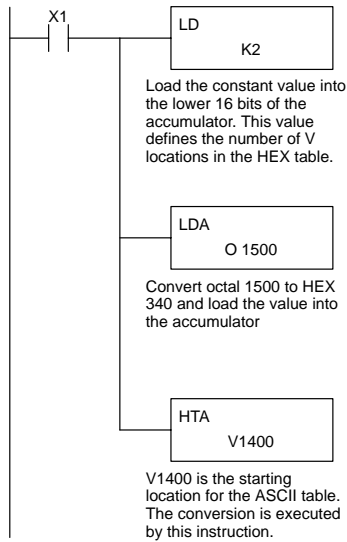 X1
LD
K2
Load the constant value into
the lower 16 bits of the
accumulator. This value
defines the number of V
locations in the HEX table.
LDA
O 1500
Convert octal 1500 to HEX
340 and load the value into
the accumulator
HTA
V1400
V1400 is the starting
location for the ASCII table.
The conversion is executed
by this instruction.